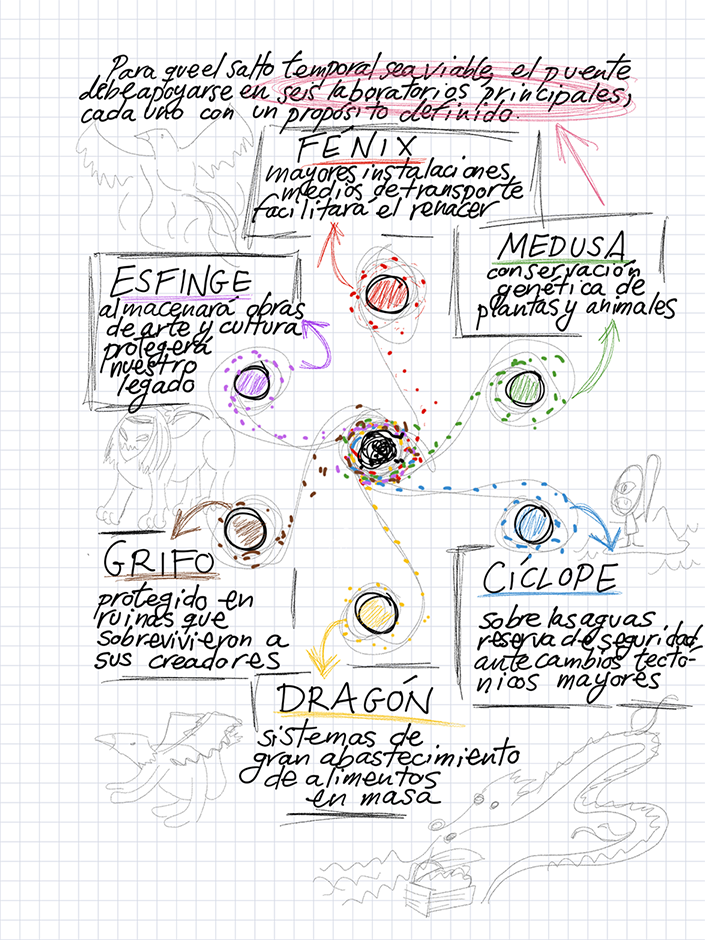 Para que el salto temporal sea viable, el puente
debe apoyarse en seis laboratorios principales,
cada uno con un propósito definido.
FÉNIX
mayores instalaciones,
medios de transporte
facilitará el renacer
MEDUSA
conservación
genética de
plantas y animales
ESFINGE
almacenará obras
de arte y cultura
protegerá
nuestro
legado
GRIFO
protegido en
ruinas que
sobrevivieron a
sus creadores
CÍCLOPE
sobre las aguas
reserva de seguridad
ante cambios tectó-
nicos mayores
DRAGÓN
sistemas de
gran abastecimiento
de alimentos
en masa